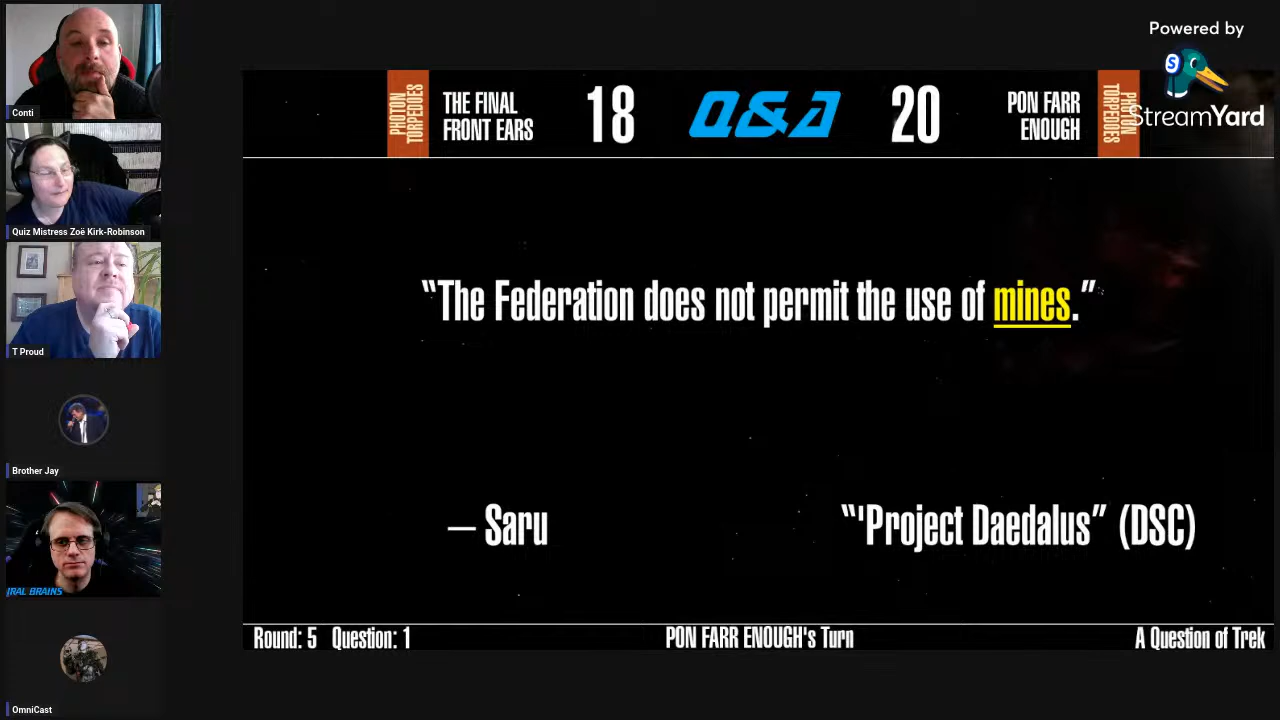 Conti
Quiz Mistress Zoë Kirk-Robinson
T Proud
Brother Jay
IRAL BRAINS
OmniCast
Powered by
S
StreamYard
PHOTON
TORPEDOES
THE FINAL
FRONT EARS
18
Q&A
20
PON FARR
ENOUGH
PHOTON
TORPEDOES
“The Federation does not permit the use of mines.”
— Saru
“'Project Daedalus” (DSC)
Round: 5 Question: 1
PON FARR ENOUGH's Turn
A Question of Trek